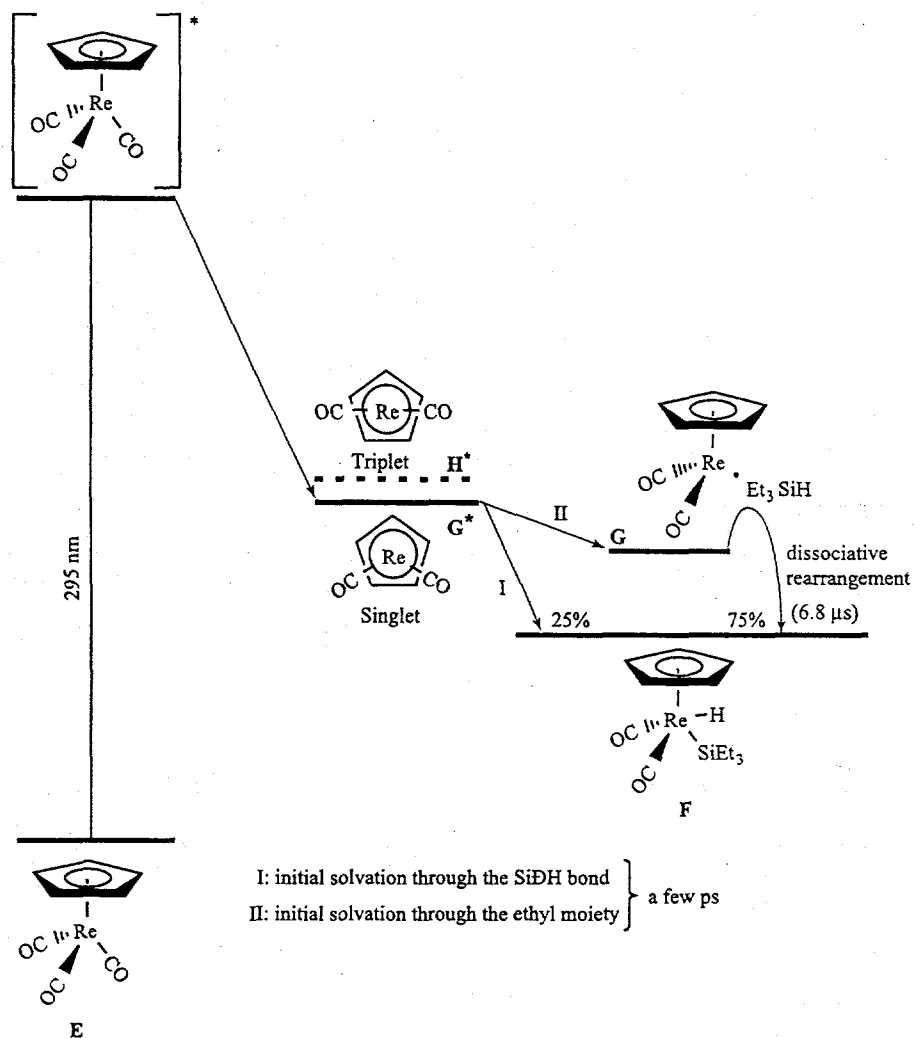 *
Re
OC
OC
CO
295 nm
OC
Re
CO
Triplet
H*
G*
Re
OC
CO
Singlet
II
I
Re
OC
OC
Et3 SiH
G
dissociative
rearrangement
(6.8 μs)
25%
75%
Re
H
OC
OC
SiEt3
F
I: initial solvation through the SiÐH bond
II: initial solvation through the ethyl moiety
a few ps
Re
OC
OC
CO
E